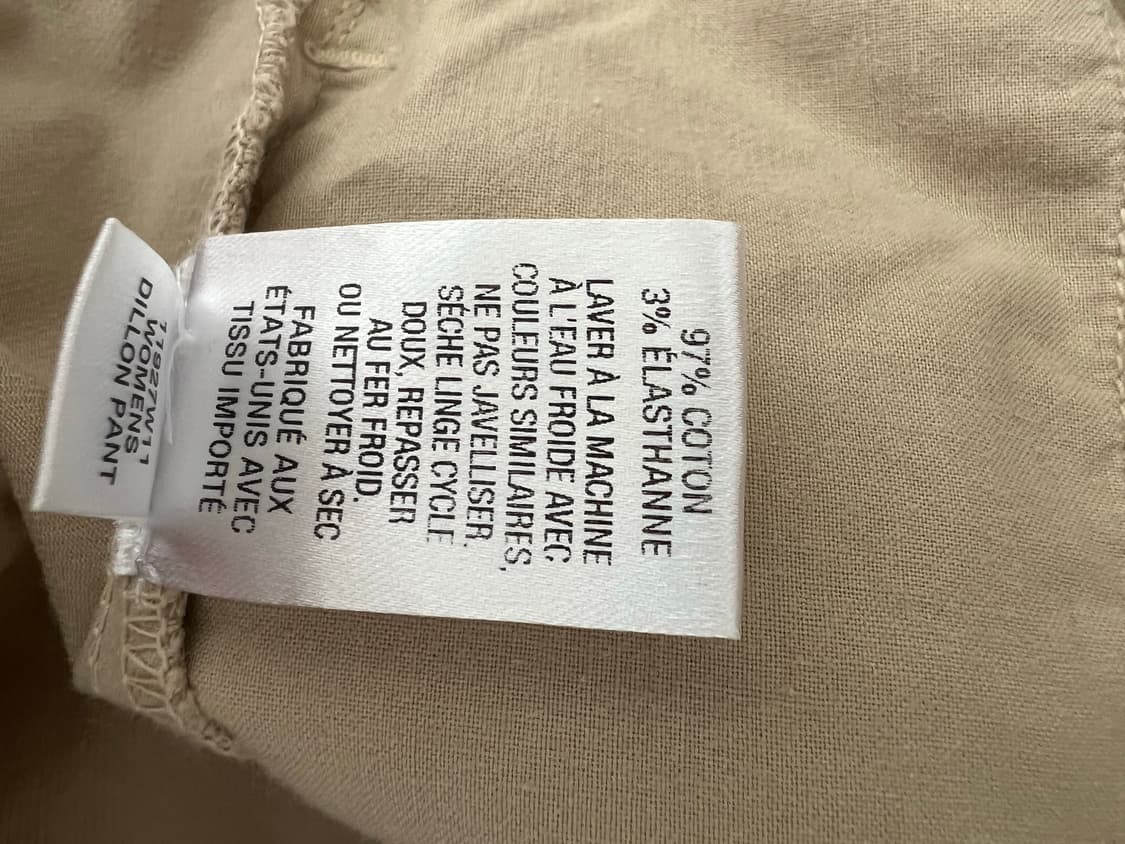 97% COTON
3% ÉLASTHANNE
LAVER À LA MACHINE
À L'EAU FROIDE AVEC
COULEURS SIMILAIRES,
NE PAS JAVELLISER.
SÉCHE LINGE CYCLE
DOUX, REPASSER
AU FER FROID.
OU NETTOYER À SEC
FABRIQUÉ AUX
ÉTATS-UNIS AVEC
TISSU IMPORTÉ
11927W11
WOMENS'
DILLON PANT